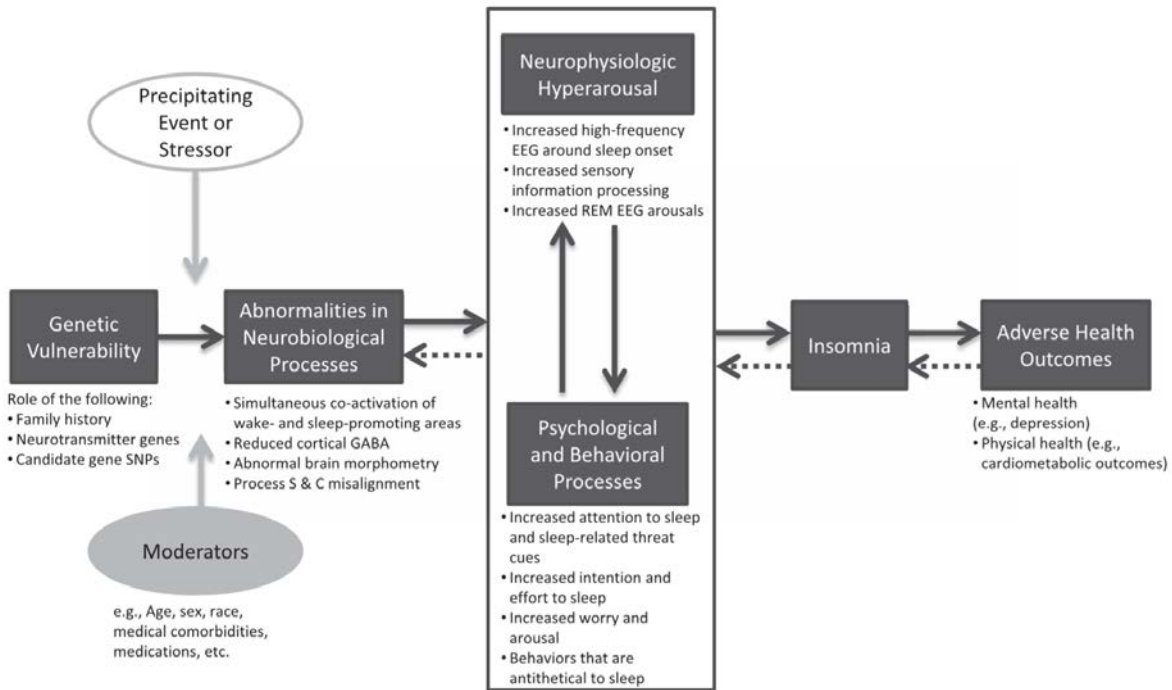 Precipitating
Event or
Stressor
Genetic
Vulnerability
Role of the following:
• Family history
• Neurotransmitter genes
• Candidate gene SNPs
Moderators
e.g., Age, sex, race,
medical comorbidities,
medications, etc.
Abnormalities in
Neurobiological
Processes
• Simultaneous co-activation of
wake- and sleep-promoting areas
• Reduced cortical GABA
• Abnormal brain morphometry
• Process S & C misalignment
Neurophysiologic
Hyperarousal
• Increased high-frequency
EEG around sleep onset
• Increased sensory
information processing
• Increased REM EEG arousals
Psychological
and Behavioral
Processes
• Increased attention to sleep
and sleep-related threat
cues
• Increased intention and
effort to sleep
• Increased worry and
arousal
• Behaviors that are
antithetical to sleep
Insomnia
Adverse Health
Outcomes
• Mental health
(e.g., depression)
• Physical health (e.g.,
cardiometabolic outcomes)